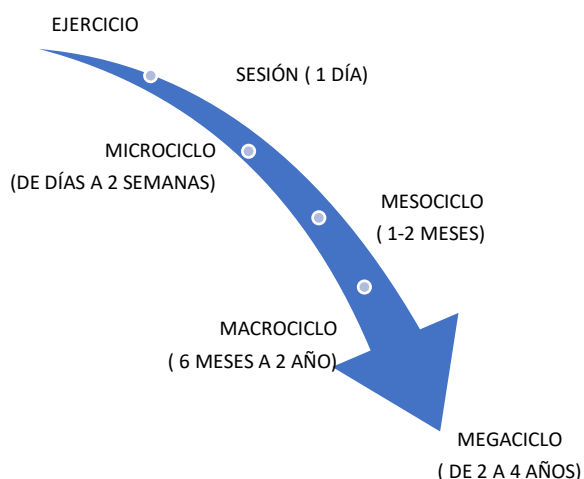 EJERCICIO
SESIÓN ( 1 DÍA)
MICROCICLO
(DE DÍAS A 2 SEMANAS)
MESOCICLO
( 1-2 MESES)
MACROCICLO
( 6 MESES A 2 AÑO)
MEGACICLO
( DE 2 A 4 AÑOS)